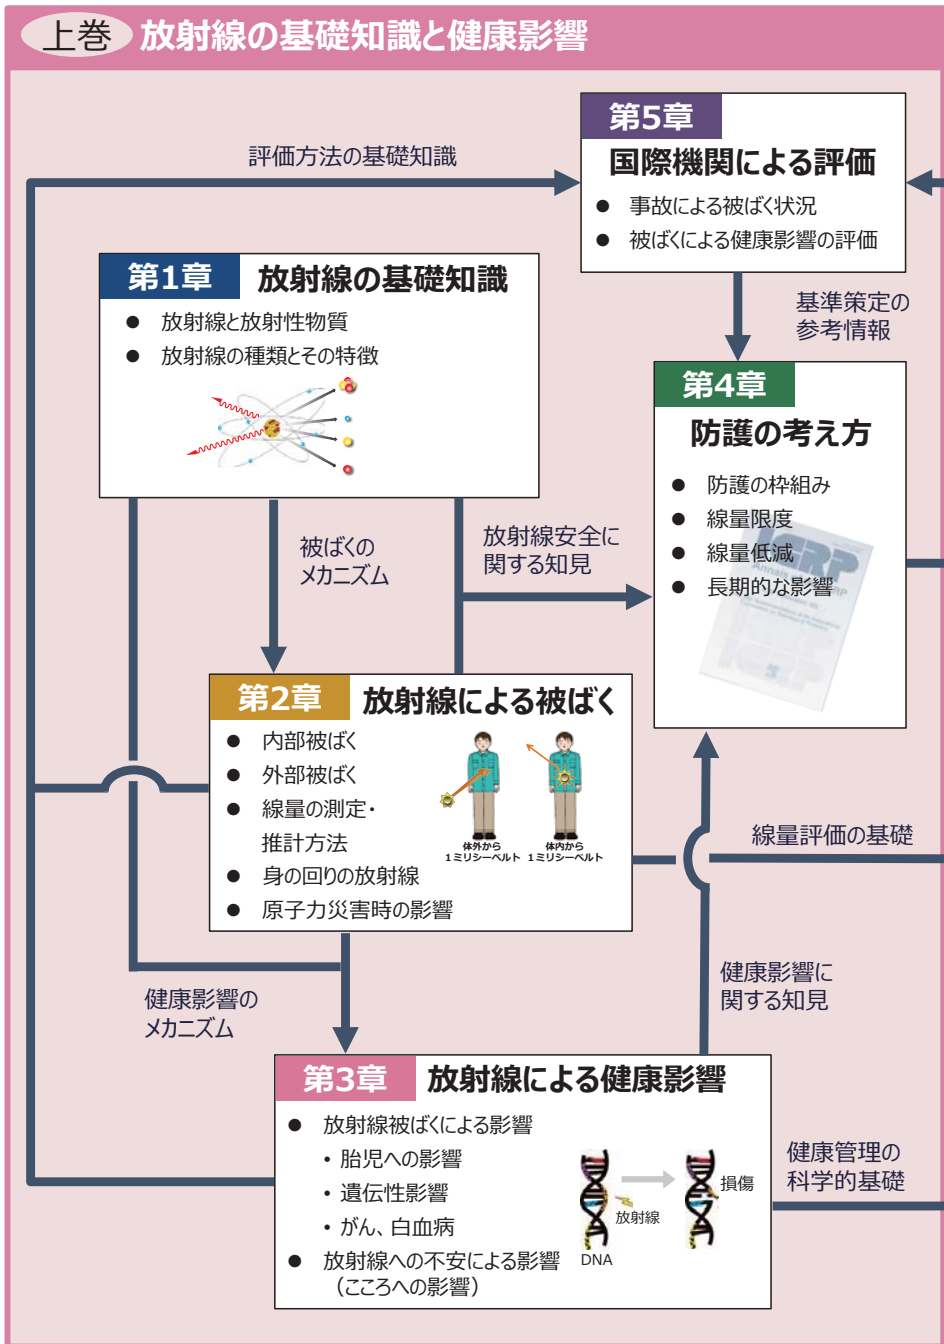 上巻 放射線の基礎知識と健康影響
第5章
国際機関による評価
● 事故による被ばく状況
● 被ばくによる健康影響の評価
評価方法の基礎知識
第1章 放射線の基礎知識
● 放射線と放射性物質
● 放射線の種類とその特徴
基準策定の
参考情報
第4章
防護の考え方
● 防護の枠組み
● 線量限度
● 線量低減
● 長期的な影響
ICRP
被ばくの
メカニズム
放射線安全に
関する知見
第2章 放射線による被ばく
● 内部被ばく
● 外部被ばく
● 線量の測定・
推計方法
● 身の回りの放射線
● 原子力災害時の影響
体外から
1ミリシーベルト
体内から
1ミリシーベルト
線量評価の基礎
健康影響の
メカニズム
健康影響に
関する知見
第3章 放射線による健康影響
● 放射線被ばくによる影響
・胎児への影響
・遺伝性影響
・がん、白血病
● 放射線への不安による影響
（こころへの影響）
放射線
損傷
DNA
健康管理の
科学的基礎